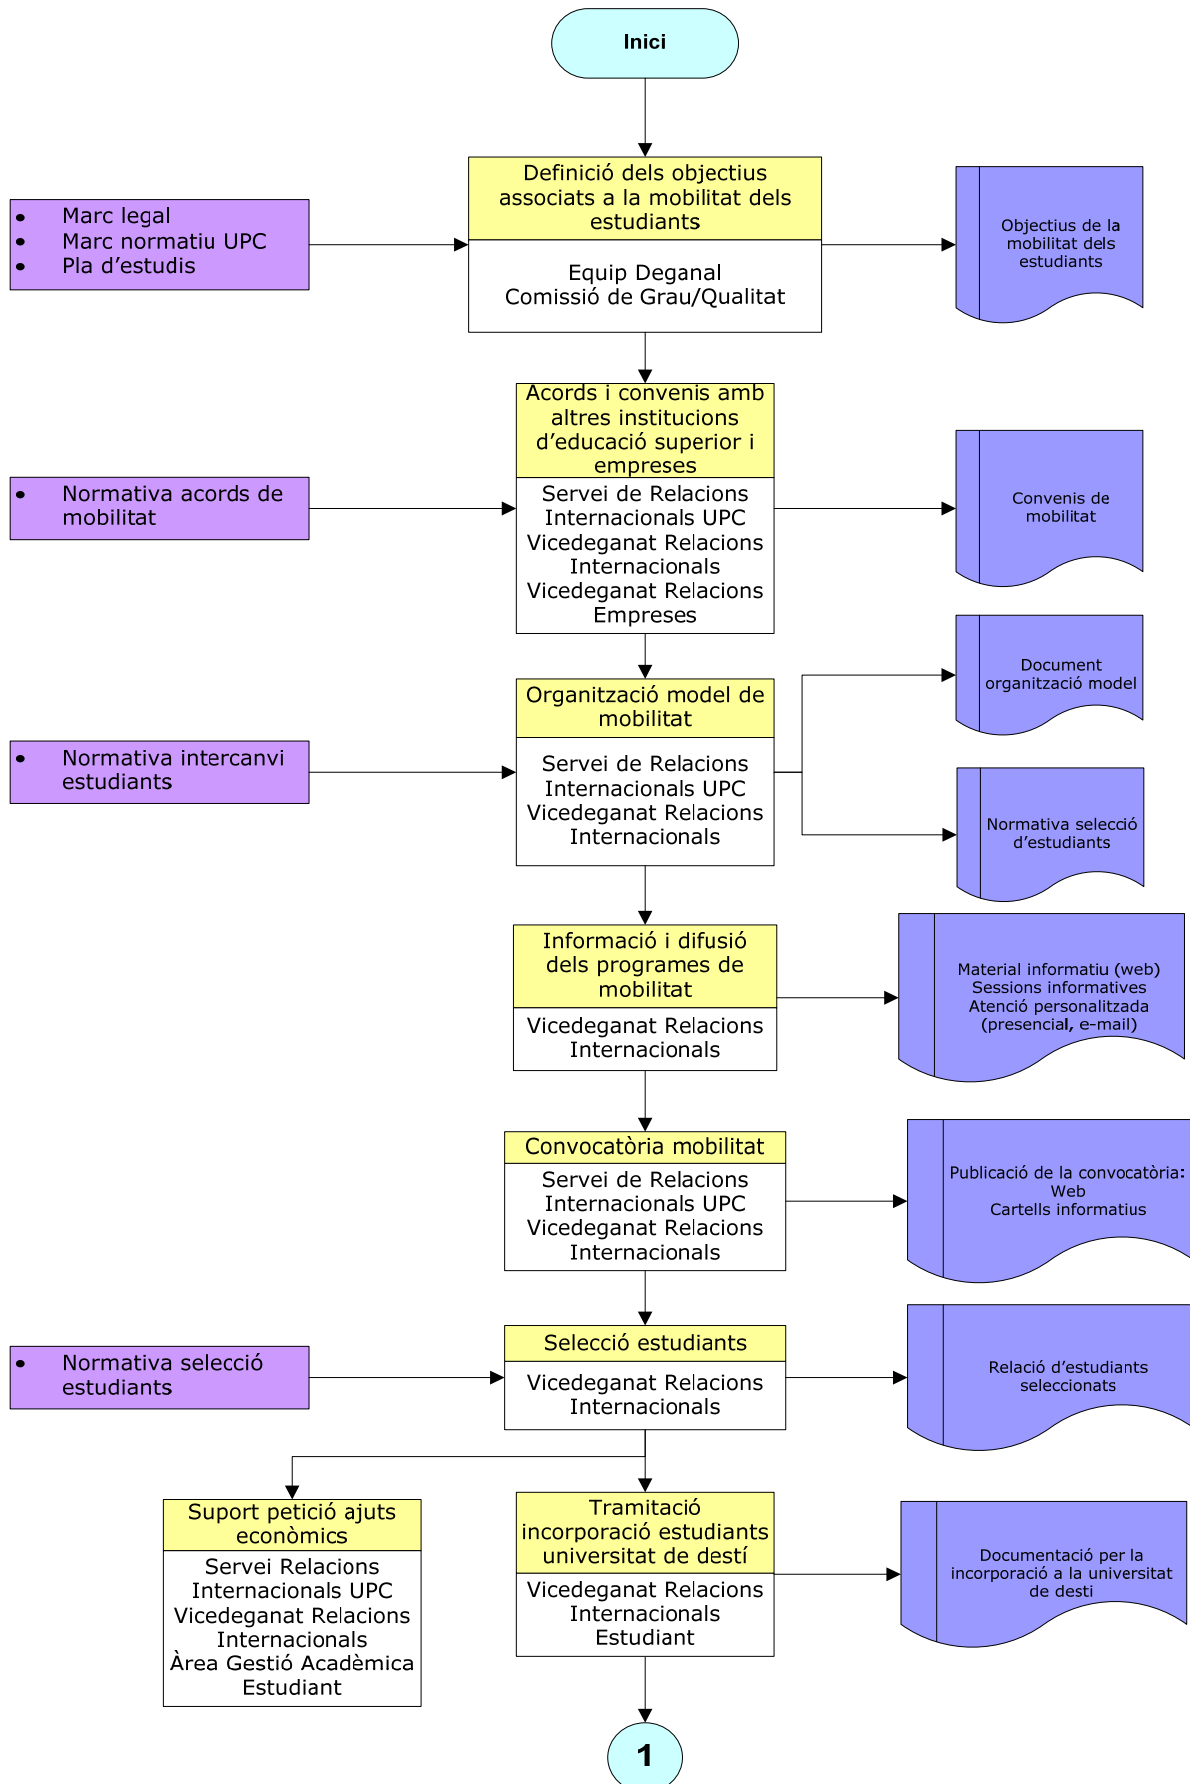 Inici
Definició dels objectius
associats a la mobilitat dels
estudiants
Equip Deganal
Comissió de Grau/Qualitat
• Marc legal
• Marc normatiu UPC
• Pla d’estudis
Objectius de la
mobilitat dels
estudiants
Acords i convenis amb
altres institucions
d’educació superior i
empreses
Servei de Relacions
Internacionals UPC
Vicedeganat Relacions
Internacionals
Vicedeganat Relacions
Empreses
• Normativa acords de
mobilitat
Convenis de
mobilitat
Organització model de
mobilitat
Servei de Relacions
Internacionals UPC
Vicedeganat Relacions
Internacionals
• Normativa intercanvi
estudiants
Document
organització model
Normativa selecció
d’estudiants
Informació i difusió
dels programes de
mobilitat
Vicedeganat Relacions
Internacionals
Material informatiu (web)
Sessions informatives
Atenció personalitzada
(presencial, e-mail)
Convocatòria mobilitat
Servei de Relacions
Internacionals UPC
Vicedeganat Relacions
Internacionals
Publicació de la convocatòria:
Web
Cartells informatius
Selecció estudiants
Vicedeganat Relacions
Internacionals
• Normativa selecció
estudiants
Relació d’estudiants
seleccionats
Suport petició ajuts
econòmics
Servei Relacions
Internacionals UPC
Vicedeganat Relacions
Internacionals
Àrea Gestió Acadèmica
Estudiant
Tramitació
incorporació estudiants
universitat de destí
Vicedeganat Relacions
Internacionals
Estudiant
Documentació per la
incorporació a la universitat
de desti
1